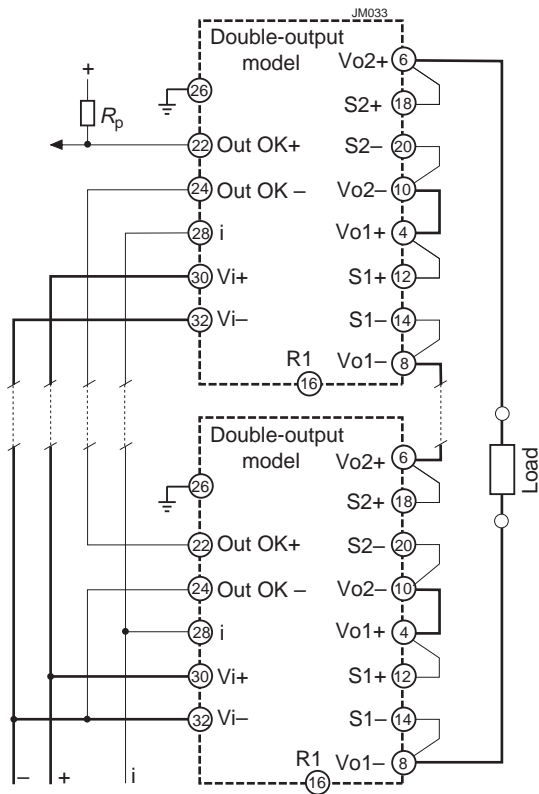 JM033
Double-output
model
Vo2+ 6
+
26
S2+ 18
Rp
22 Out OK+
S2– 20
24 Out OK –
Vo2– 10
28 i
Vo1+ 4
30 Vi+
S1+ 12
32 Vi–
S1– 14
R1
16
Vo1– 8
Double-output
model
Vo2+ 6
Load
26
S2+ 18
22 Out OK+
S2– 20
24 Out OK –
Vo2– 10
28 i
Vo1+ 4
30 Vi+
S1+ 12
32 Vi–
S1– 14
R1
16
Vo1– 8
– + i